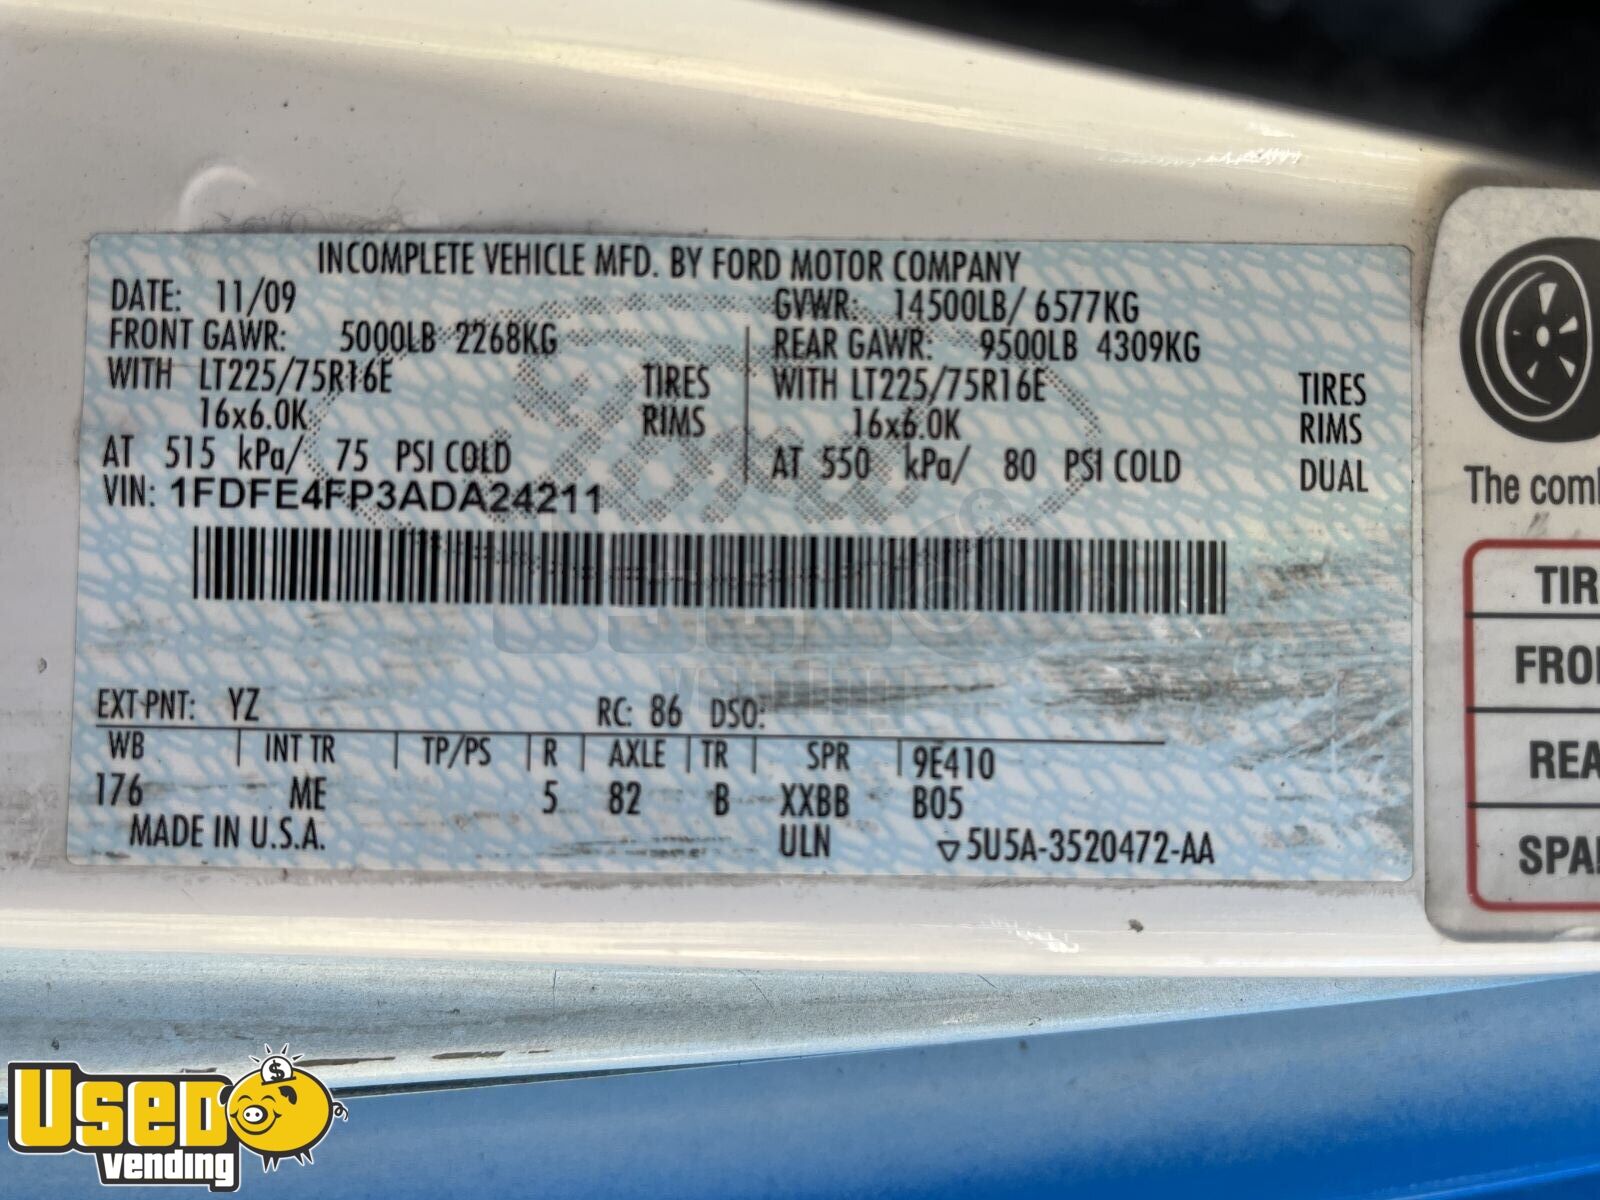 INCOMPLETE VEHICLE MFD. BY FORD MOTOR COMPANY
DATE: 11/09 GVWR: 14500LB/ 6577KG
FRONT GAWR: 5000LB 2268KG REAR GAWR: 9500LB 4309KG
WITH LT225/75R16E TIRES WITH LT225/75R16E TIRES
16x6.0K RIMS 16x6.0K RIMS
AT 515 kPa/ 75 PSI COLD AT 550 kPa/ 80 PSI COLD DUAL
VIN: 1FDFE4FP3ADA24211
EXT PNT: YZ RC: 86 DSO:
WB INT TR TP/PS R AXLE TR SPR 9E410
176 ME 5 82 B XXBB B05
MADE IN U.S.A. ULN 5U5A-3520472-AA
The comb
TIR
FRO
REA
SPA
USED
vending
USED
vending